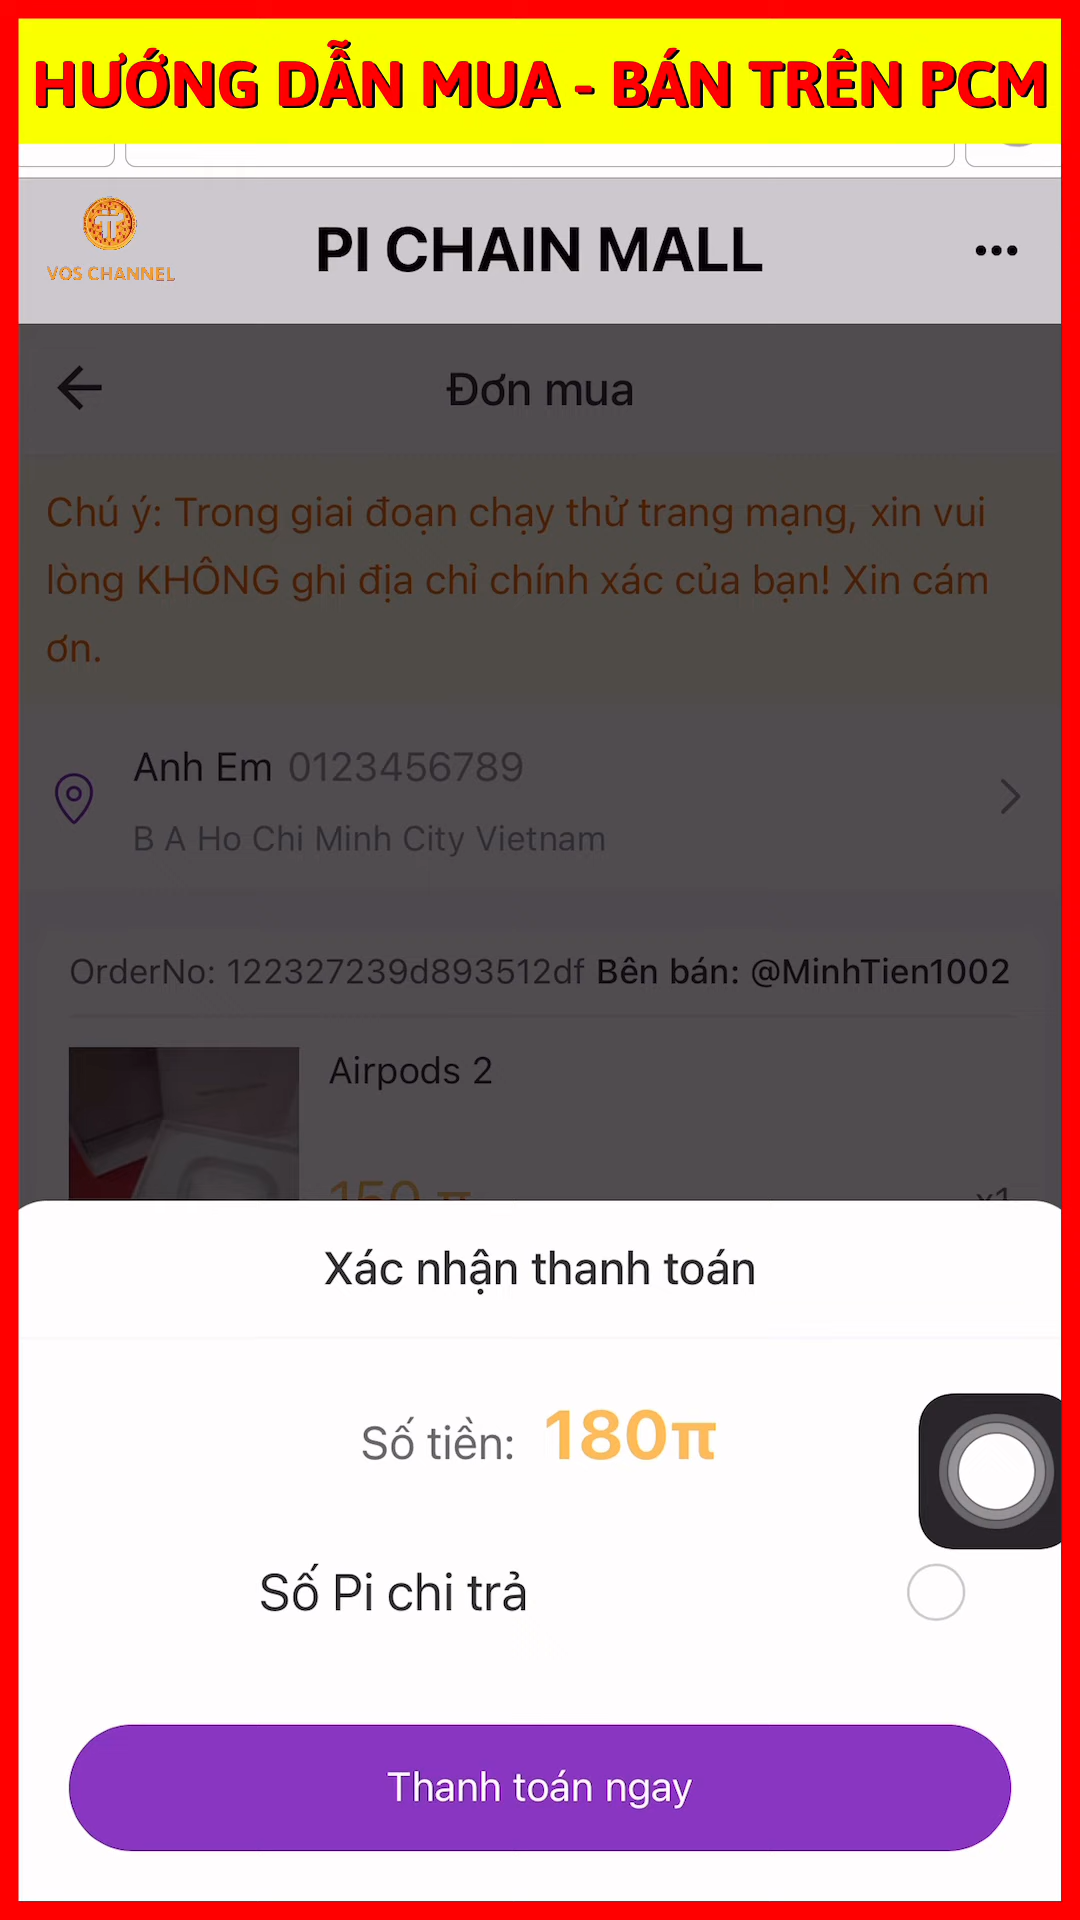 HƯỚNG DẪN MUA - BÁN TRÊN PCM
VOS CHANNEL
PI CHAIN MALL
Đơn mua
Chú ý: Trong giai đoạn chạy thử trang mạng, xin vui
lòng KHÔNG ghi địa chỉ chính xác của bạn! Xin cám
ơn.
Anh Em 0123456789
B A Ho Chi Minh City Vietnam
OrderNo: 122327239d893512df Bên bán: @MinhTien1002
Airpods 2
150 π x1
Xác nhận thanh toán
Số tiền: 180π
Số Pi chi trả
Thanh toán ngay